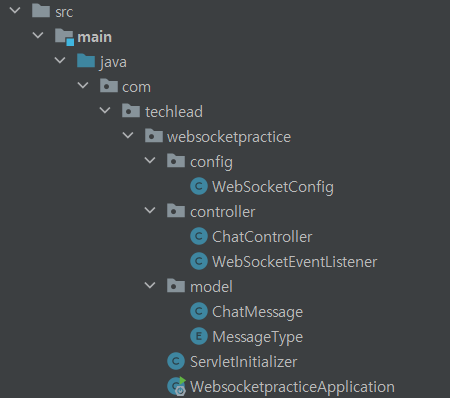 src
main
java
com
techlead
websocketpractice
config
C WebSocketConfig
controller
C ChatController
C WebSocketEventListener
model
C ChatMessage
E MessageType
C ServletInitializer
WebsocketpracticeApplication